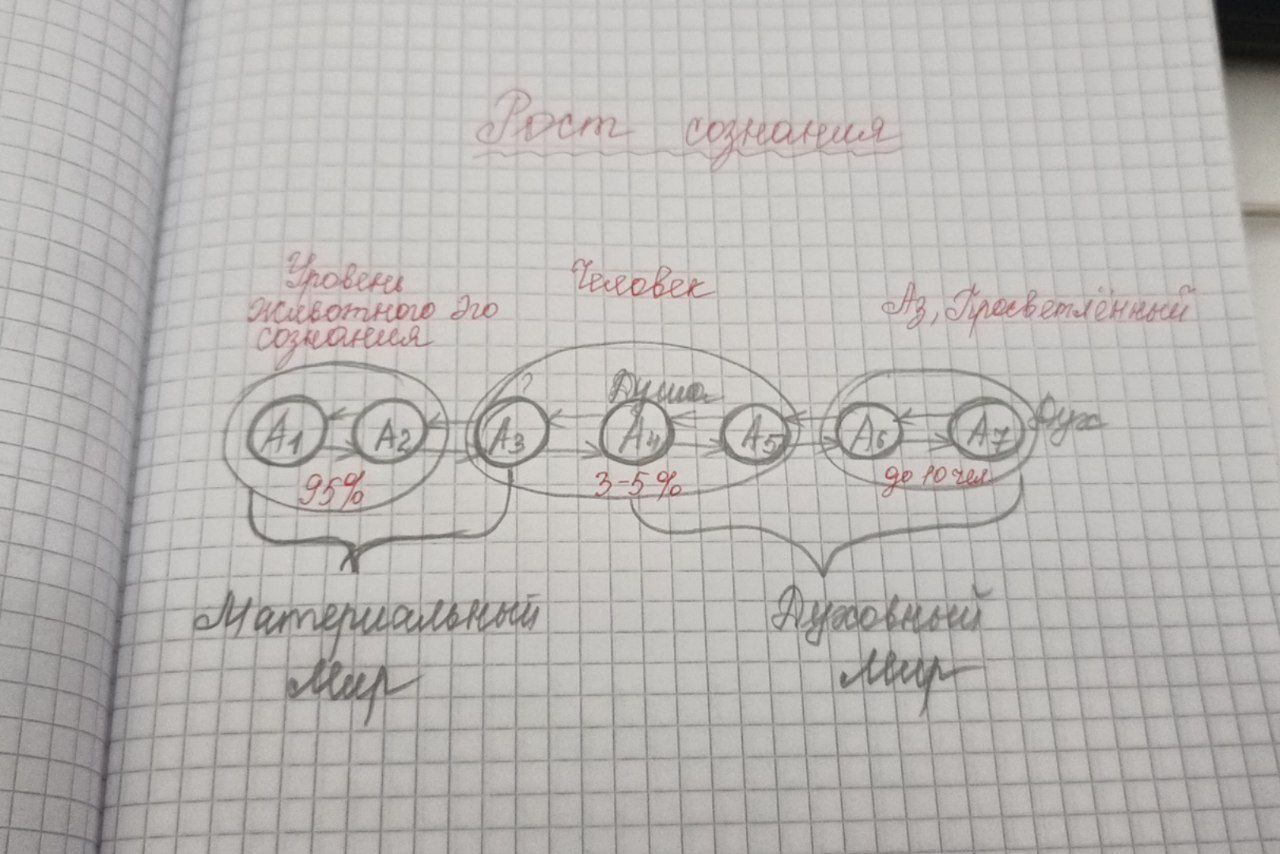 Рост сознания
Уровень
животного Эго
сознания
Человек
Аз, Просветлённый
Душа
?
А1
А2
А3
А4
А5
А6
А7
Дух
95%
3-5%
до 10 чел.
Материальный
Мир
Духовный
Мир